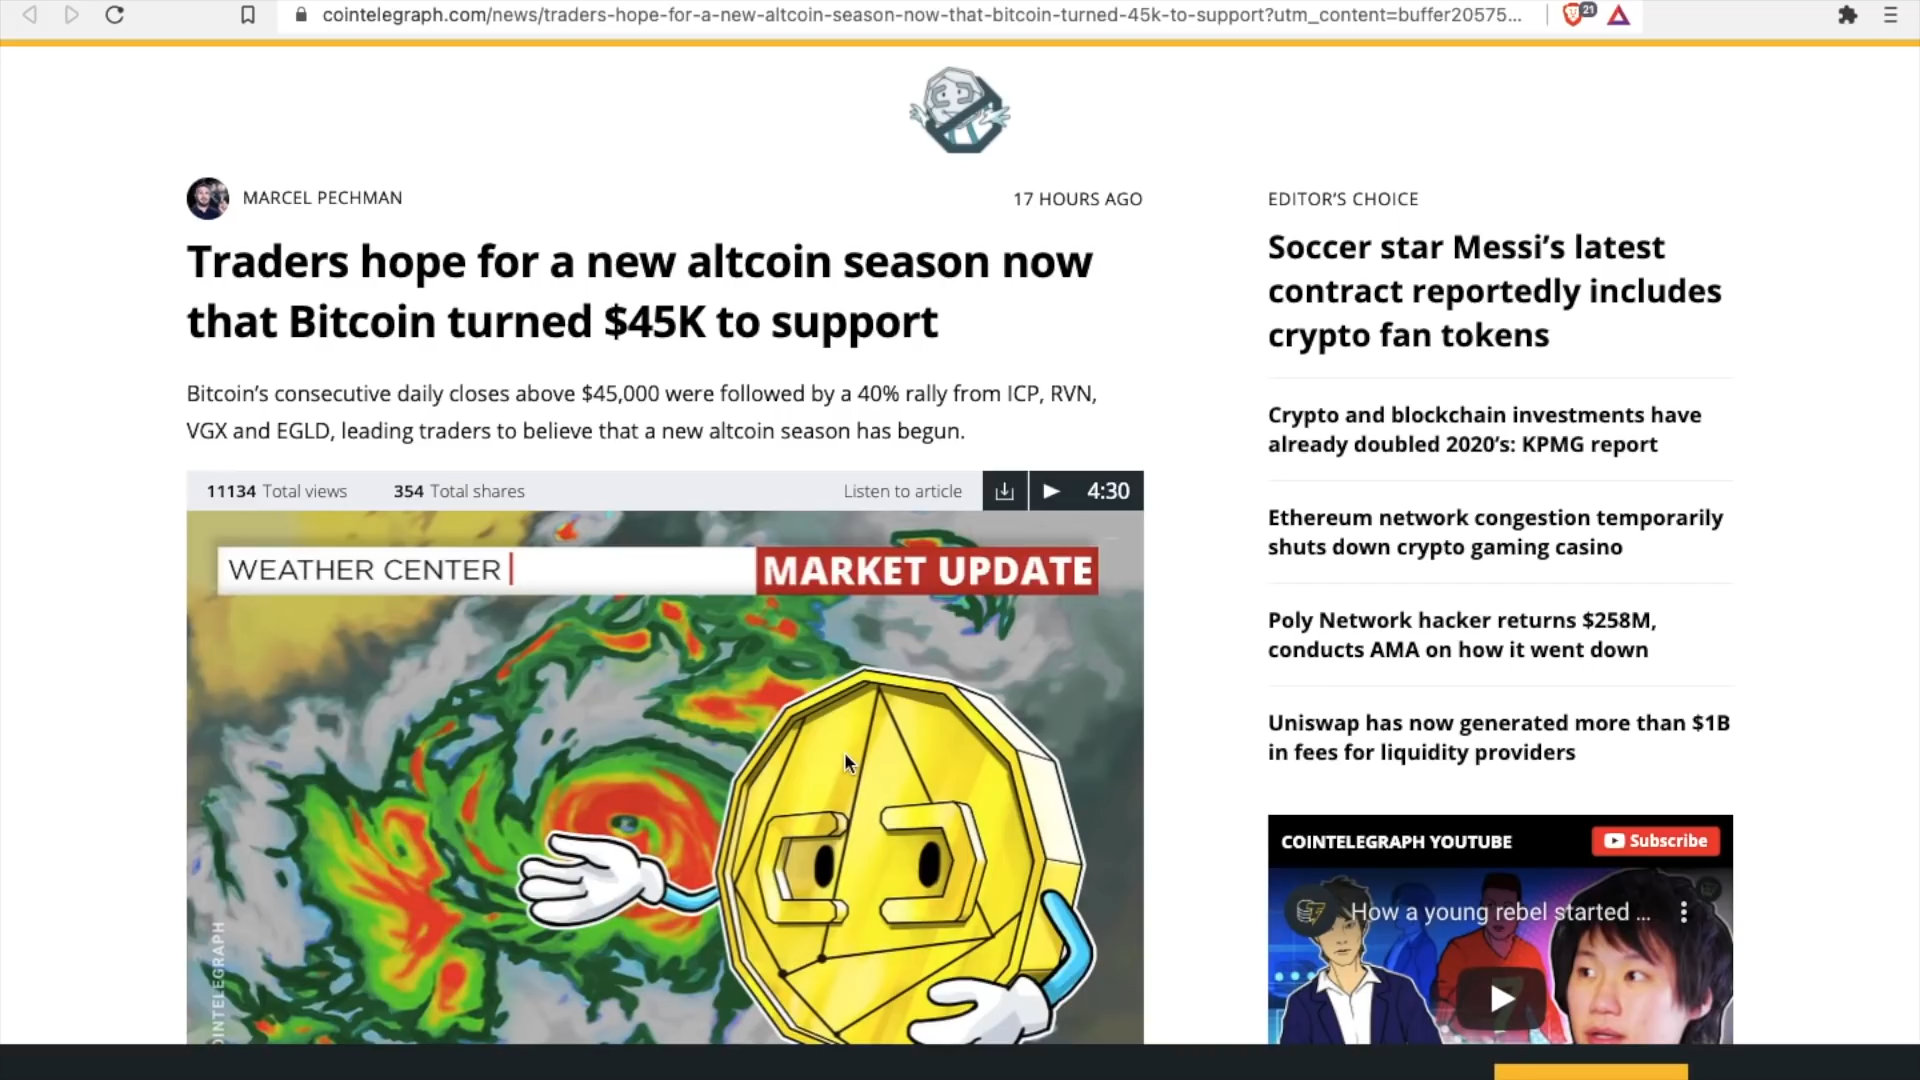 cointelegraph.com/news/traders-hope-for-a-new-altcoin-season-now-that-bitcoin-turned-45k-to-support?utm_content=buffer20575...
21
MARCEL PECHMAN
17 HOURS AGO
Traders hope for a new altcoin season now
that Bitcoin turned $45K to support
Bitcoin’s consecutive daily closes above $45,000 were followed by a 40% rally from ICP, RVN,
VGX and EGLD, leading traders to believe that a new altcoin season has begun.
11134 Total views
354 Total shares
Listen to article
4:30
WEATHER CENTER
MARKET UPDATE
COINTELEGRAPH
EDITOR’S CHOICE
Soccer star Messi’s latest
contract reportedly includes
crypto fan tokens
Crypto and blockchain investments have
already doubled 2020’s: KPMG report
Ethereum network congestion temporarily
shuts down crypto gaming casino
Poly Network hacker returns $258M,
conducts AMA on how it went down
Uniswap has now generated more than $1B
in fees for liquidity providers
COINTELEGRAPH YOUTUBE
Subscribe
How a young rebel started ...